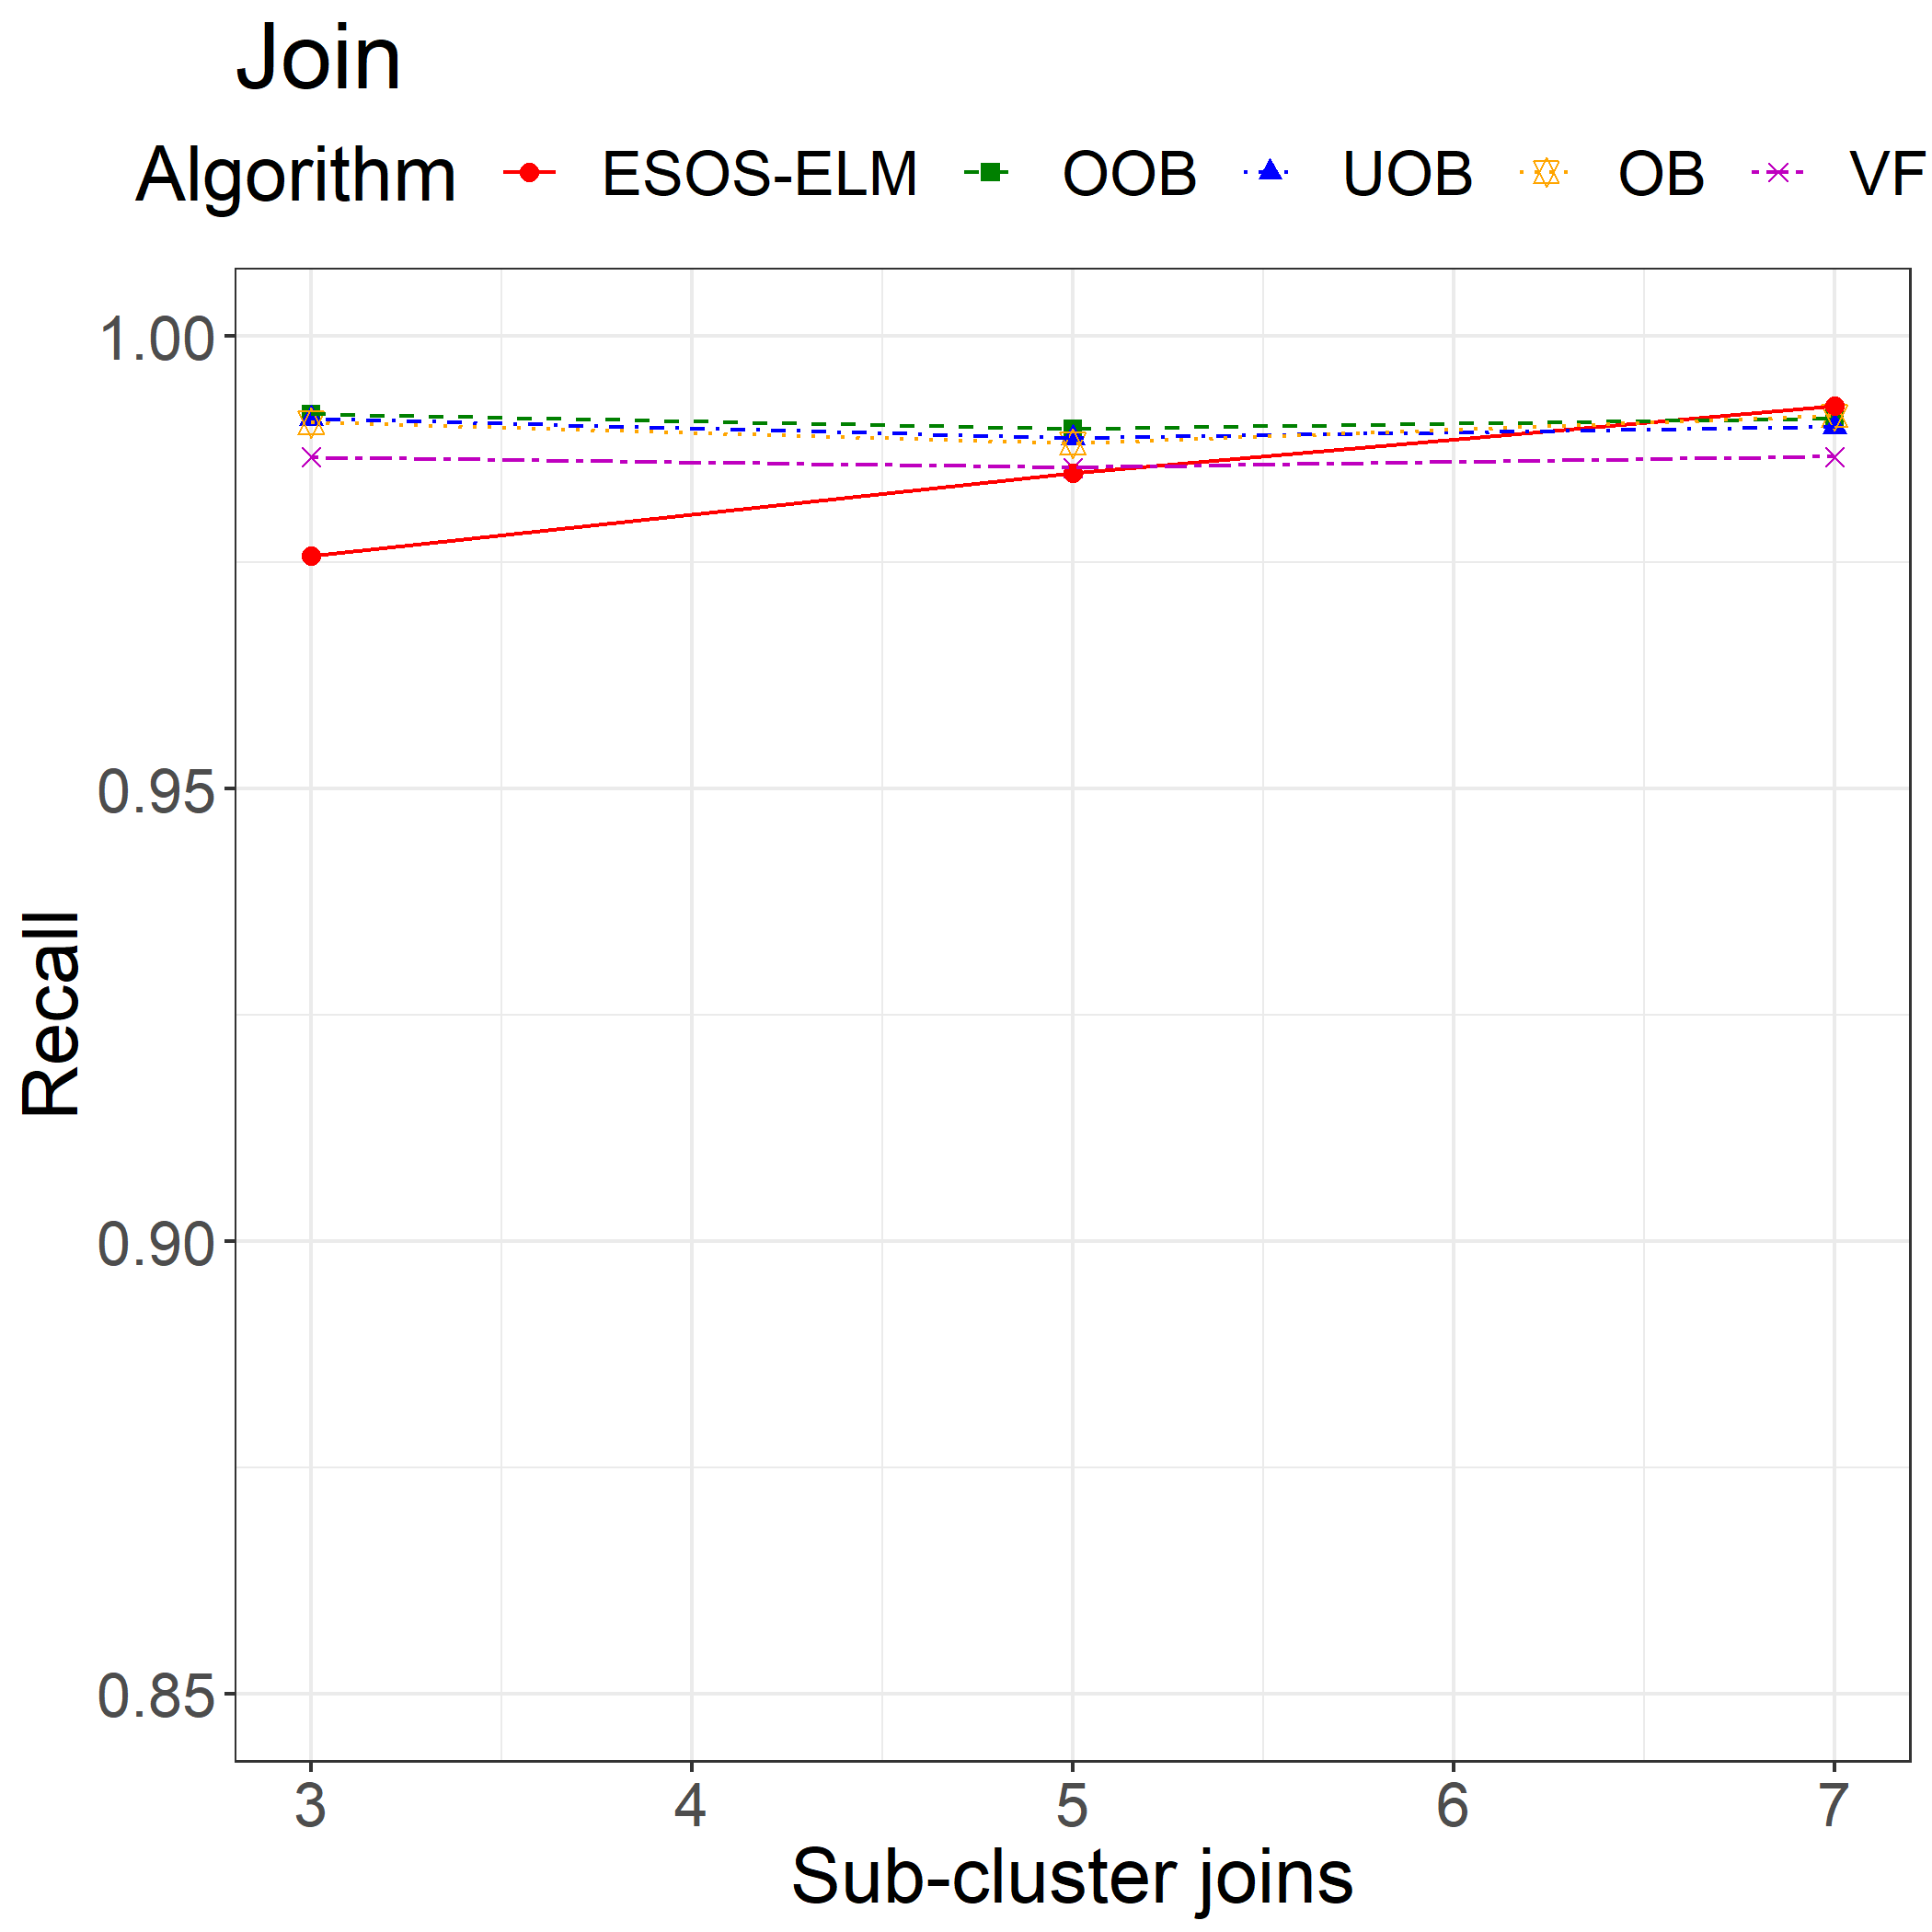 Join
Algorithm ESOS-ELM OOB UOB OB VF
1.00
0.95
0.90
0.85
Recall
3 4 5 6 7
Sub-cluster joins